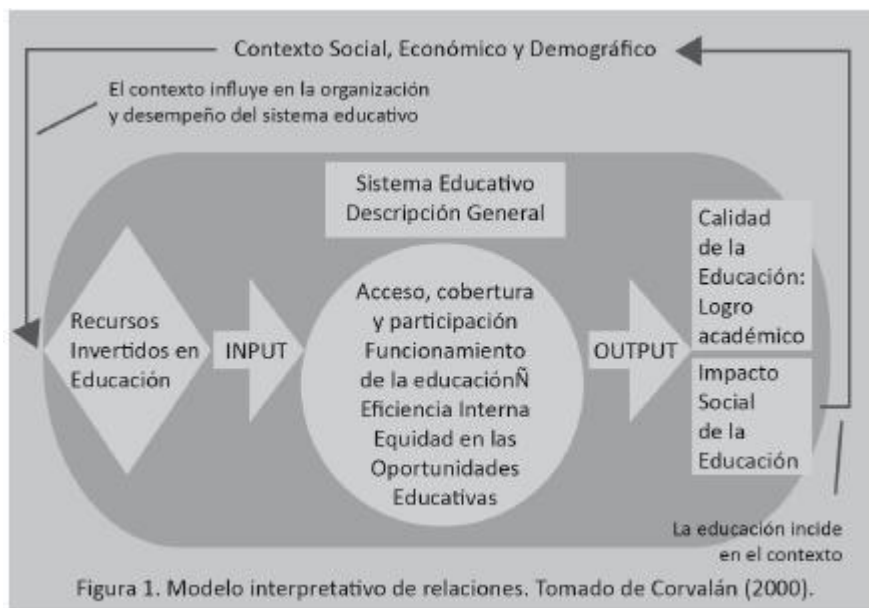 Contexto Social, Económico y Demográfico
El contexto influye en la organización
y desempeño del sistema educativo
Sistema Educativo
Descripción General
Recursos
Invertidos en
Educación
INPUT
Acceso, cobertura
y participación
Funcionamiento
de la educaciónÑ
Eficiencia Interna
Equidad en las
Oportunidades
Educativas
OUTPUT
Calidad
de la
Educación:
Logro
académico
Impacto
Social
de la
Educación
La educación incide
en el contexto
Figura 1. Modelo interpretativo de relaciones. Tomado de Corvalán (2000).